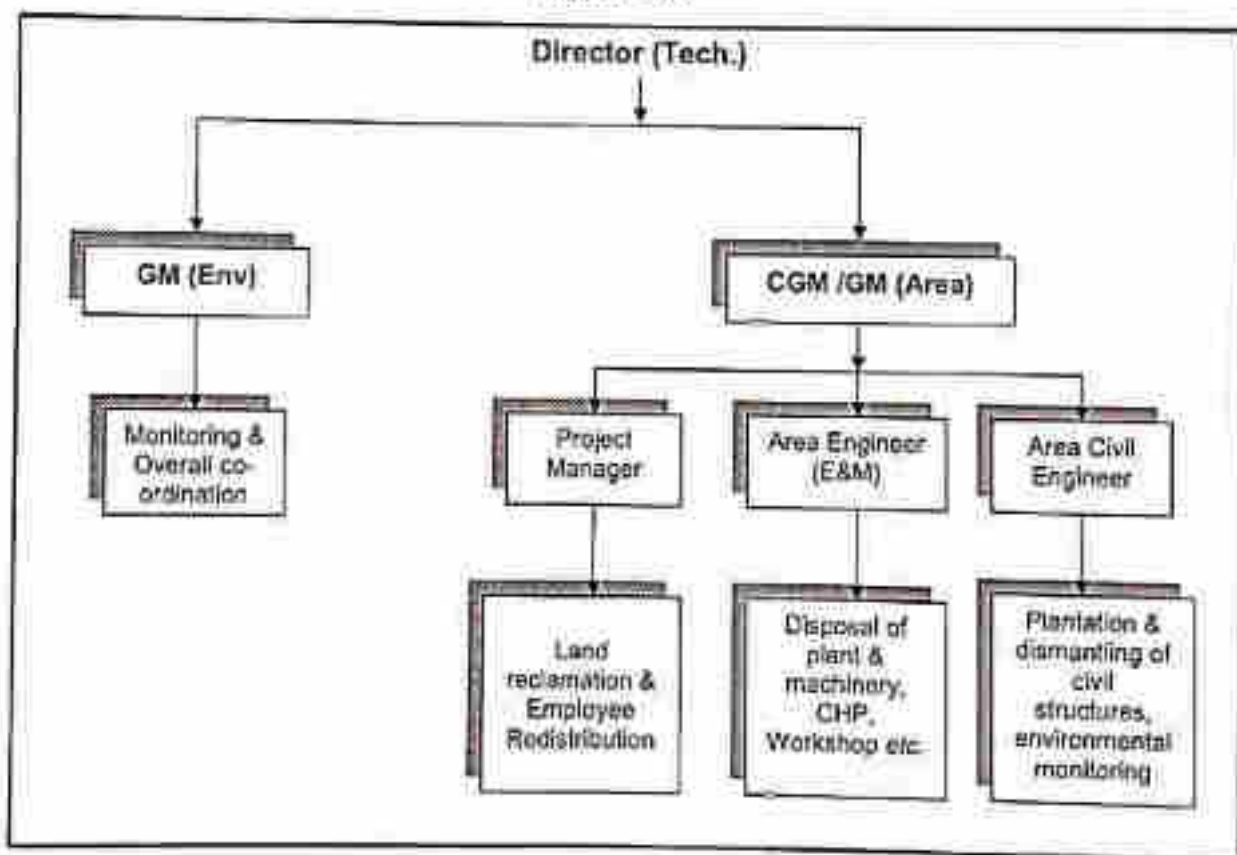 Director (Tech.)
GM (Env)
CGM /GM (Area)
Monitoring &
Overall co-
ordination
Project
Manager
Area Engineer
(E&M)
Area Civil
Engineer
Land
reclamation &
Employee
Redistribution
Disposal of
plant &
machinery,
CHP,
Workshop etc.
Plantation &
dismantling of
civil
structures,
environmental
monitoring